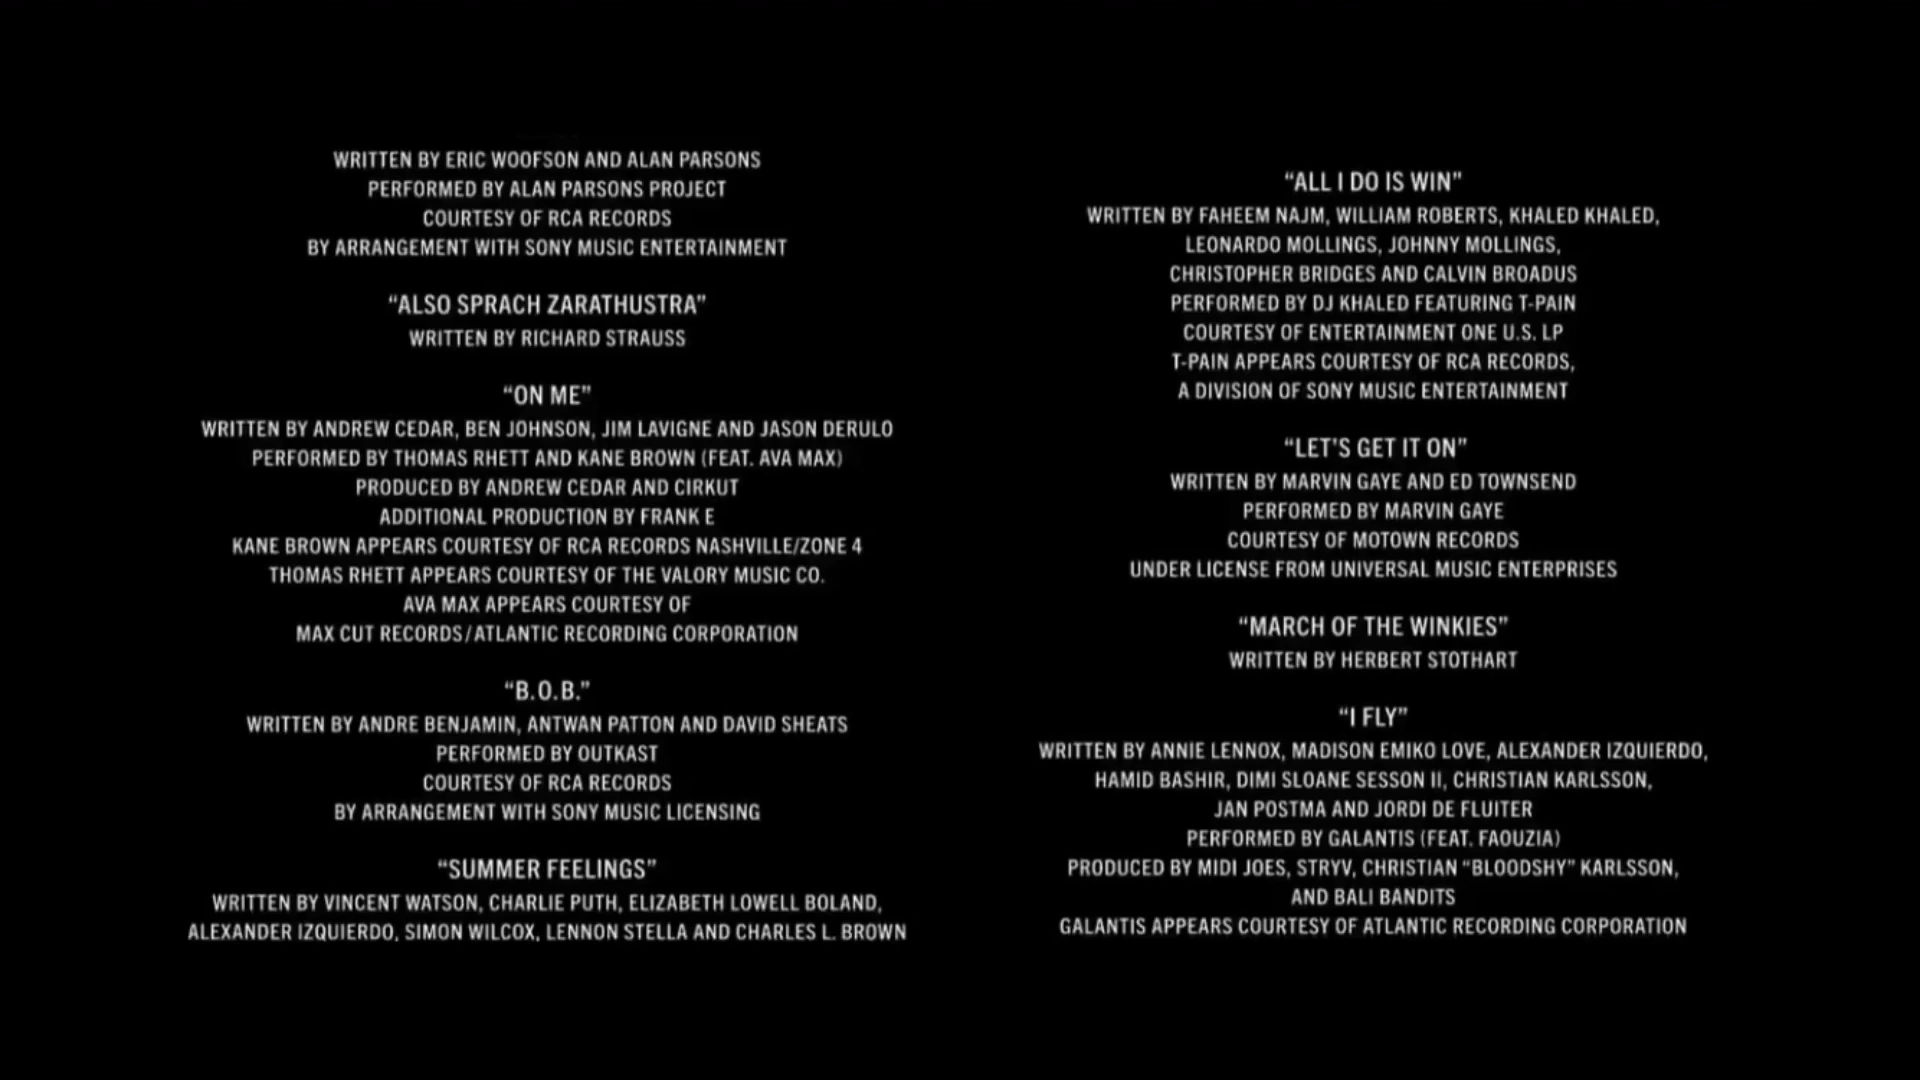 WRITTEN BY ERIC WOOFSON AND ALAN PARSONS
PERFORMED BY ALAN PARSONS PROJECT
COURTESY OF RCA RECORDS
BY ARRANGEMENT WITH SONY MUSIC ENTERTAINMENT
“ALSO SPRACH ZARATHUSTRA”
WRITTEN BY RICHARD STRAUSS
“ON ME”
WRITTEN BY ANDREW CEDAR, BEN JOHNSON, JIM LAVIGNE AND JASON DERULO
PERFORMED BY THOMAS RHETT AND KANE BROWN (FEAT. AVA MAX)
PRODUCED BY ANDREW CEDAR AND CIRKUT
ADDITIONAL PRODUCTION BY FRANK E
KANE BROWN APPEARS COURTESY OF RCA RECORDS NASHVILLE/ZONE 4
THOMAS RHETT APPEARS COURTESY OF THE VALORY MUSIC CO.
AVA MAX APPEARS COURTESY OF
MAX CUT RECORDS/ATLANTIC RECORDING CORPORATION
“B.O.B.”
WRITTEN BY ANDRE BENJAMIN, ANTWAN PATTON AND DAVID SHEATS
PERFORMED BY OUTKAST
COURTESY OF RCA RECORDS
BY ARRANGEMENT WITH SONY MUSIC LICENSING
“SUMMER FEELINGS”
WRITTEN BY VINCENT WATSON, CHARLIE PUTH, ELIZABETH LOWELL BOLAND,
ALEXANDER IZQUIERDO, SIMON WILCOX, LENNON STELLA AND CHARLES L. BROWN
“ALL I DO IS WIN”
WRITTEN BY FAHEEM NAJM, WILLIAM ROBERTS, KHALED KHALED,
LEONARDO MOLLINGS, JOHNNY MOLLINGS,
CHRISTOPHER BRIDGES AND CALVIN BROADUS
PERFORMED BY DJ KHALED FEATURING T-PAIN
COURTESY OF ENTERTAINMENT ONE U.S. LP
T-PAIN APPEARS COURTESY OF RCA RECORDS,
A DIVISION OF SONY MUSIC ENTERTAINMENT
“LET’S GET IT ON”
WRITTEN BY MARVIN GAYE AND ED TOWNSEND
PERFORMED BY MARVIN GAYE
COURTESY OF MOTOWN RECORDS
UNDER LICENSE FROM UNIVERSAL MUSIC ENTERPRISES
“MARCH OF THE WINKIES”
WRITTEN BY HERBERT STOTHART
“I FLY”
WRITTEN BY ANNIE LENNOX, MADISON EMIKO LOVE, ALEXANDER IZQUIERDO,
HAMID BASHIR, DIMI SLOANE SESSON II, CHRISTIAN KARLSSON,
JAN POSTMA AND JORDI DE FLUITER
PERFORMED BY GALANTIS (FEAT. FAOUZIA)
PRODUCED BY MIDI JOES, STRYV, CHRISTIAN “BLOODSHY” KARLSSON,
AND BALI BANDITS
GALANTIS APPEARS COURTESY OF ATLANTIC RECORDING CORPORATION